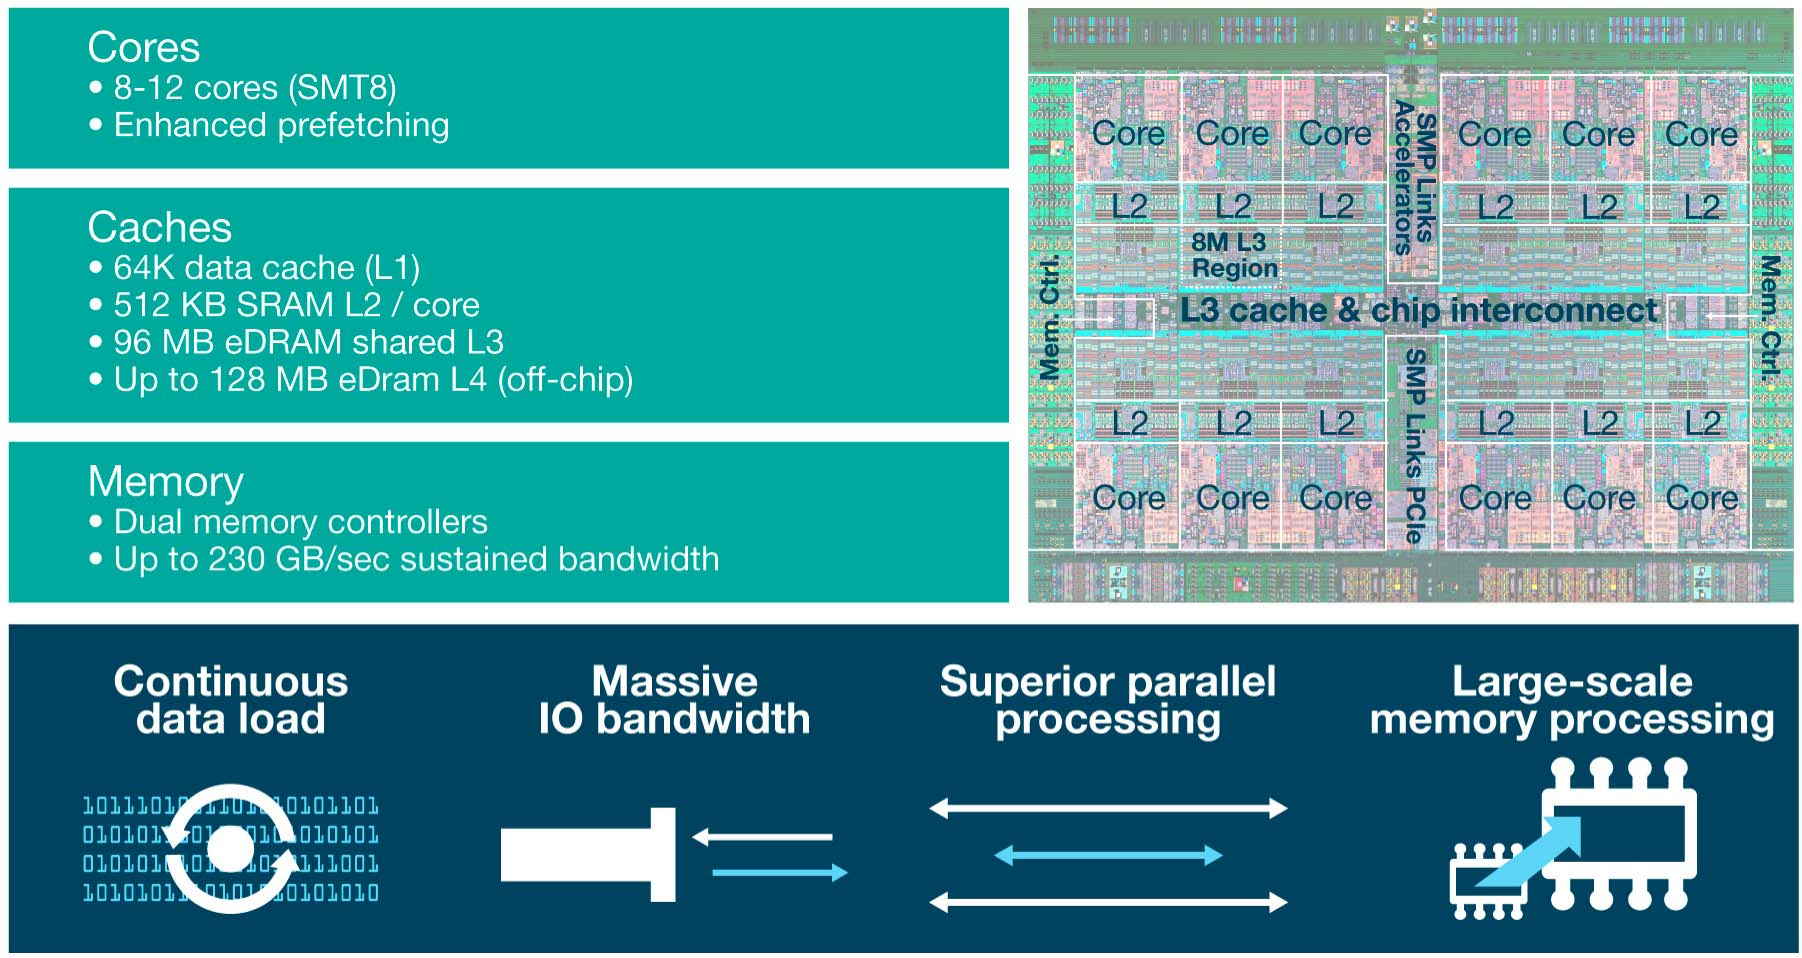 Cores
• 8-12 cores (SMT8)
• Enhanced prefetching
Caches
• 64K data cache (L1)
• 512 KB SRAM L2 / core
• 96 MB eDRAM shared L3
• Up to 128 MB eDram L4 (off-chip)
Memory
• Dual memory controllers
• Up to 230 GB/sec sustained bandwidth
Core Core Core Core Core Core
SMP Links
Accelerators
L2 L2 L2 L2 L2 L2
8M L3
Region
Mem. Ctrl.
L3 cache & chip interconnect
Mem. Ctrl.
SMP Links PCIe
L2 L2 L2 L2 L2 L2
Core Core Core Core Core Core
Continuous
data load
Massive
IO bandwidth
Superior parallel
processing
Large-scale
memory processing